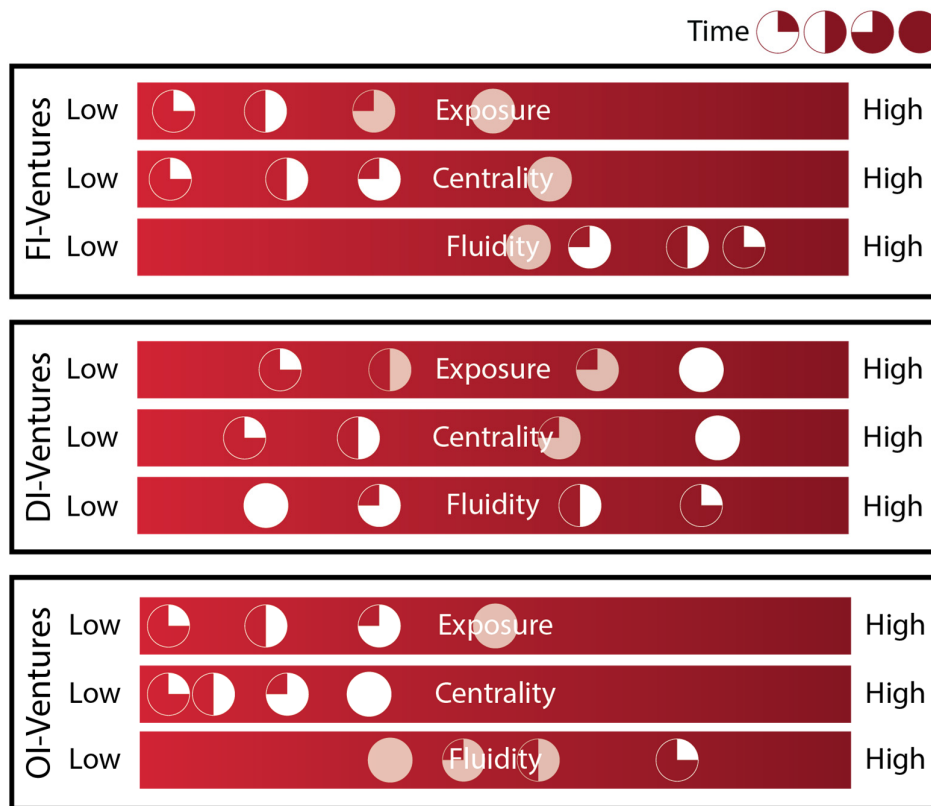 Time
FI-Ventures
Low Exposure High
Low Centrality High
Low Fluidity High
DI-Ventures
Low Exposure High
Low Centrality High
Low Fluidity High
OI-Ventures
Low Exposure High
Low Centrality High
Low Fluidity High